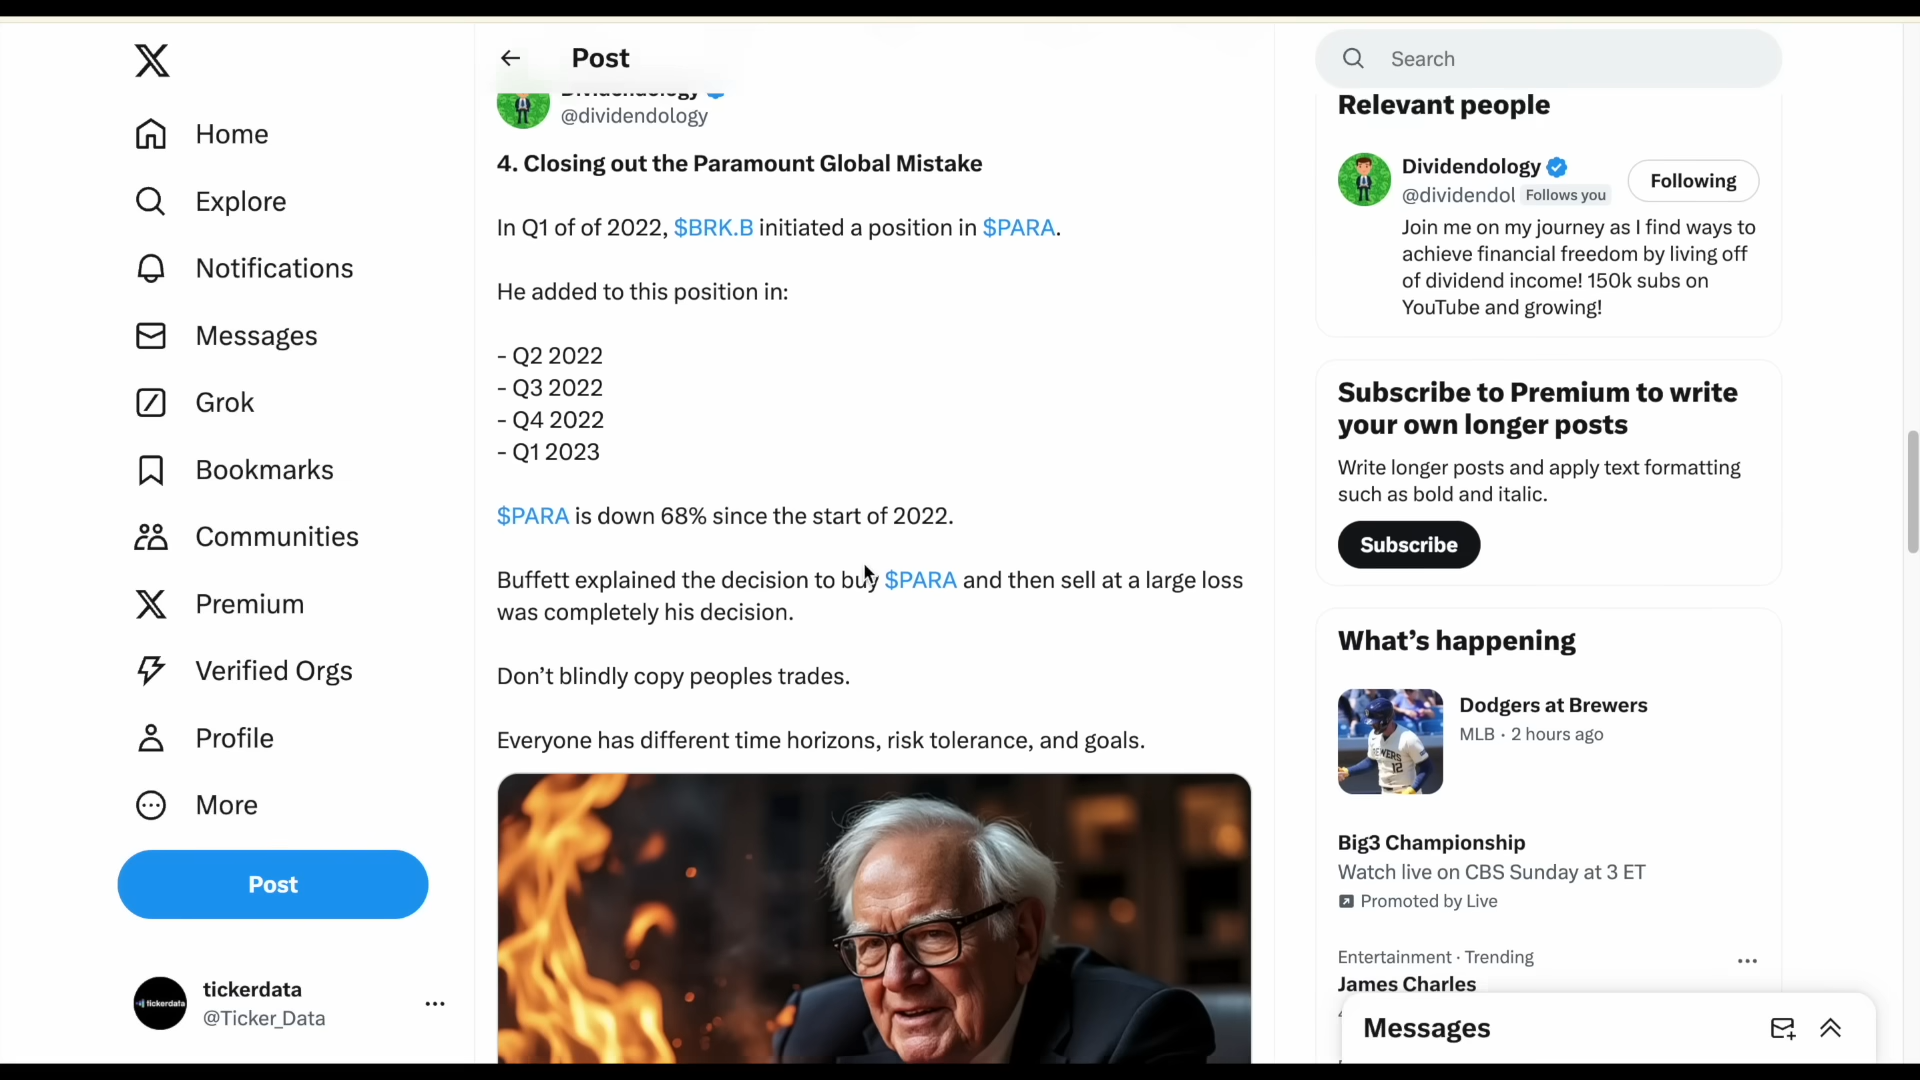 Home
Explore
Notifications
Messages
Grok
Bookmarks
Communities
Premium
Verified Orgs
Profile
More
Post
tickerdata
tickerdata
@Ticker_Data
Post
Dividendology
@dividendology
4. Closing out the Paramount Global Mistake
In Q1 of of 2022, $BRK.B initiated a position in $PARA.
He added to this position in:
- Q2 2022
- Q3 2022
- Q4 2022
- Q1 2023
$PARA is down 68% since the start of 2022.
Buffett explained the decision to buy $PARA and then sell at a large loss
was completely his decision.
Don’t blindly copy peoples trades.
Everyone has different time horizons, risk tolerance, and goals.
Search
Relevant people
Dividendology
Following
@dividendol Follows you
Join me on my journey as I find ways to
achieve financial freedom by living off
of dividend income! 150k subs on
YouTube and growing!
Subscribe to Premium to write
your own longer posts
Write longer posts and apply text formatting
such as bold and italic.
Subscribe
What’s happening
Dodgers at Brewers
MLB · 2 hours ago
BREWERS
12
Big3 Championship
Watch live on CBS Sunday at 3 ET
Promoted by Live
Entertainment · Trending
James Charles
Messages